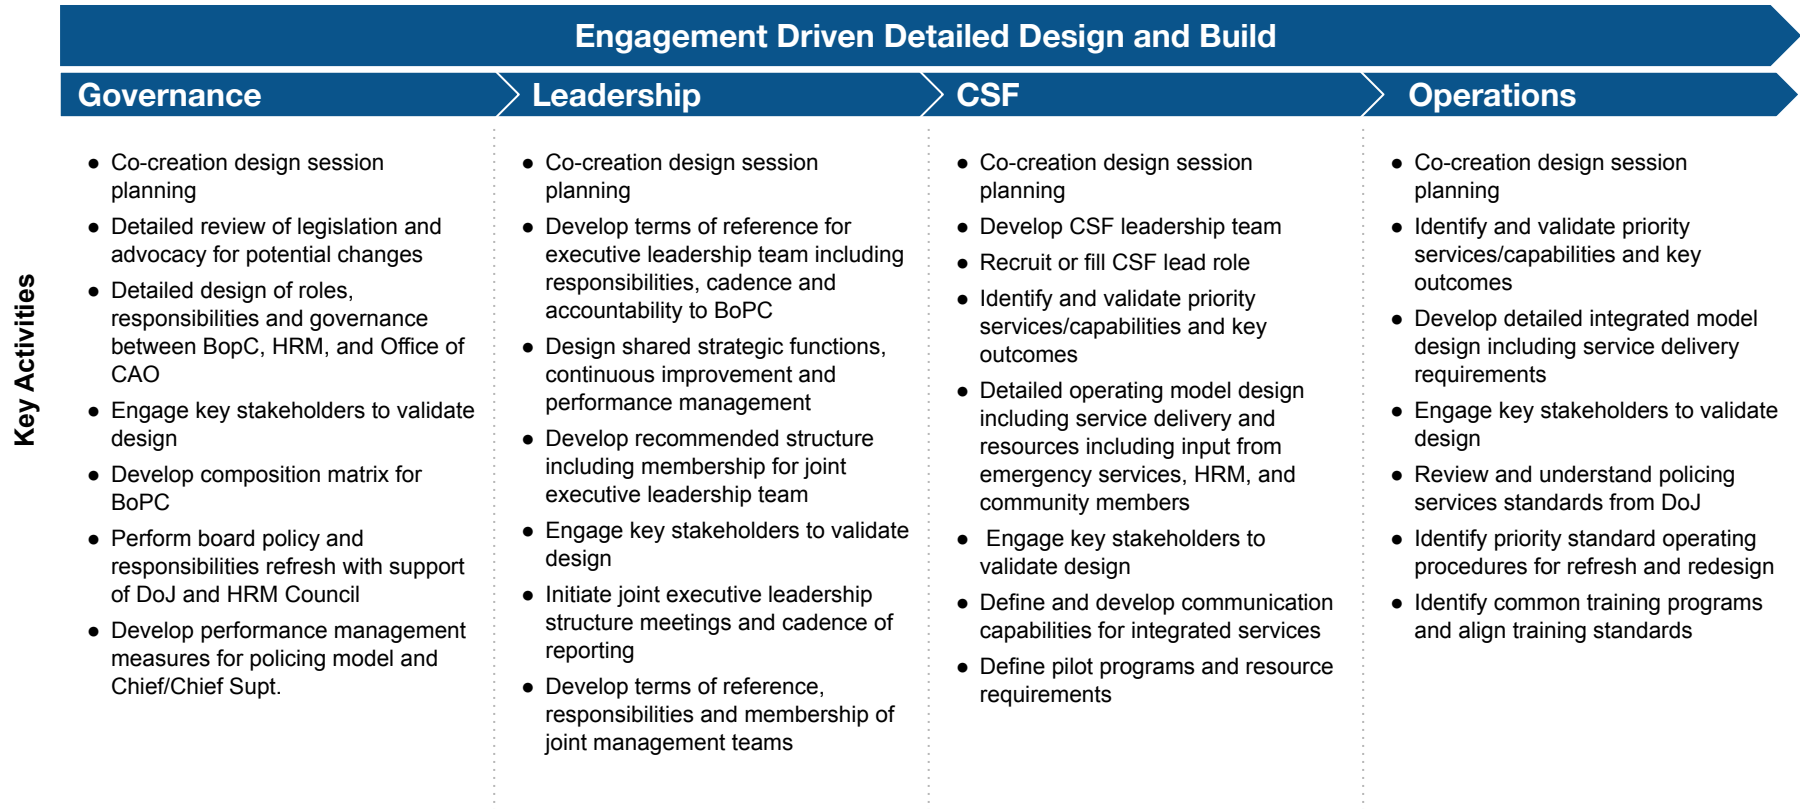 Engagement Driven Detailed Design and Build
Governance
Leadership
CSF
Operations
Key Activities
● Co-creation design session
planning
● Detailed review of legislation and
advocacy for potential changes
● Detailed design of roles,
responsibilities and governance
between BopC, HRM, and Office of
CAO
● Engage key stakeholders to validate
design
● Develop composition matrix for
BoPC
● Perform board policy and
responsibilities refresh with support
of DoJ and HRM Council
● Develop performance management
measures for policing model and
Chief/Chief Supt.
● Co-creation design session
planning
● Develop terms of reference for
executive leadership team including
responsibilities, cadence and
accountability to BoPC
● Design shared strategic functions,
continuous improvement and
performance management
● Develop recommended structure
including membership for joint
executive leadership team
● Engage key stakeholders to validate
design
● Initiate joint executive leadership
structure meetings and cadence of
reporting
● Develop terms of reference,
responsibilities and membership of
joint management teams
● Co-creation design session
planning
● Develop CSF leadership team
● Recruit or fill CSF lead role
● Identify and validate priority
services/capabilities and key
outcomes
● Detailed operating model design
including service delivery and
resources including input from
emergency services, HRM, and
community members
● Engage key stakeholders to
validate design
● Define and develop communication
capabilities for integrated services
● Define pilot programs and resource
requirements
● Co-creation design session
planning
● Identify and validate priority
services/capabilities and key
outcomes
● Develop detailed integrated model
design including service delivery
requirements
● Engage key stakeholders to validate
design
● Review and understand policing
services standards from DoJ
● Identify priority standard operating
procedures for refresh and redesign
● Identify common training programs
and align training standards